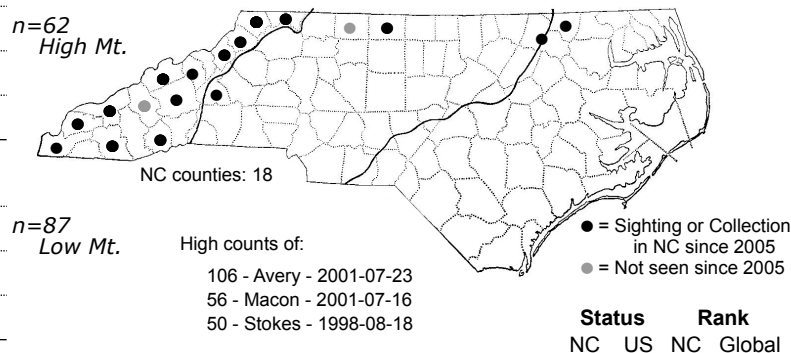 n=62
High Mt.
NC counties: 18
n=87
Low Mt.
High counts of:
106 - Avery - 2001-07-23
56 - Macon - 2001-07-16
50 - Stokes - 1998-08-18
= Sighting or Collection
in NC since 2005
= Not seen since 2005
Status Rank
NC US NC Global